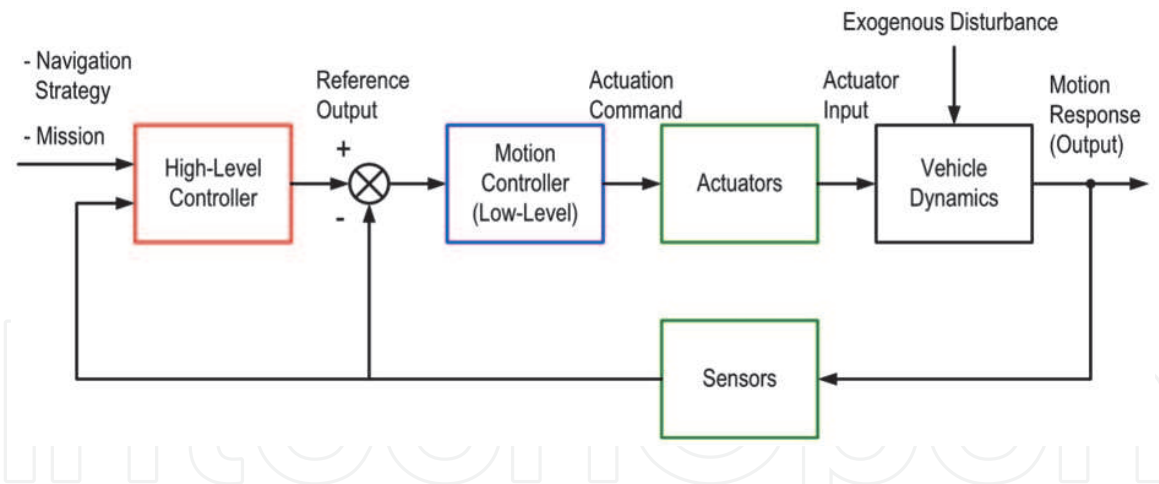 Exogenous Disturbance
- Navigation
Strategy
- Mission
Reference
Output
Actuation
Command
Actuator
Input
Motion
Response
(Output)
+
-
High-Level
Controller
Motion
Controller
(Low-Level)
Actuators
Vehicle
Dynamics
Sensors